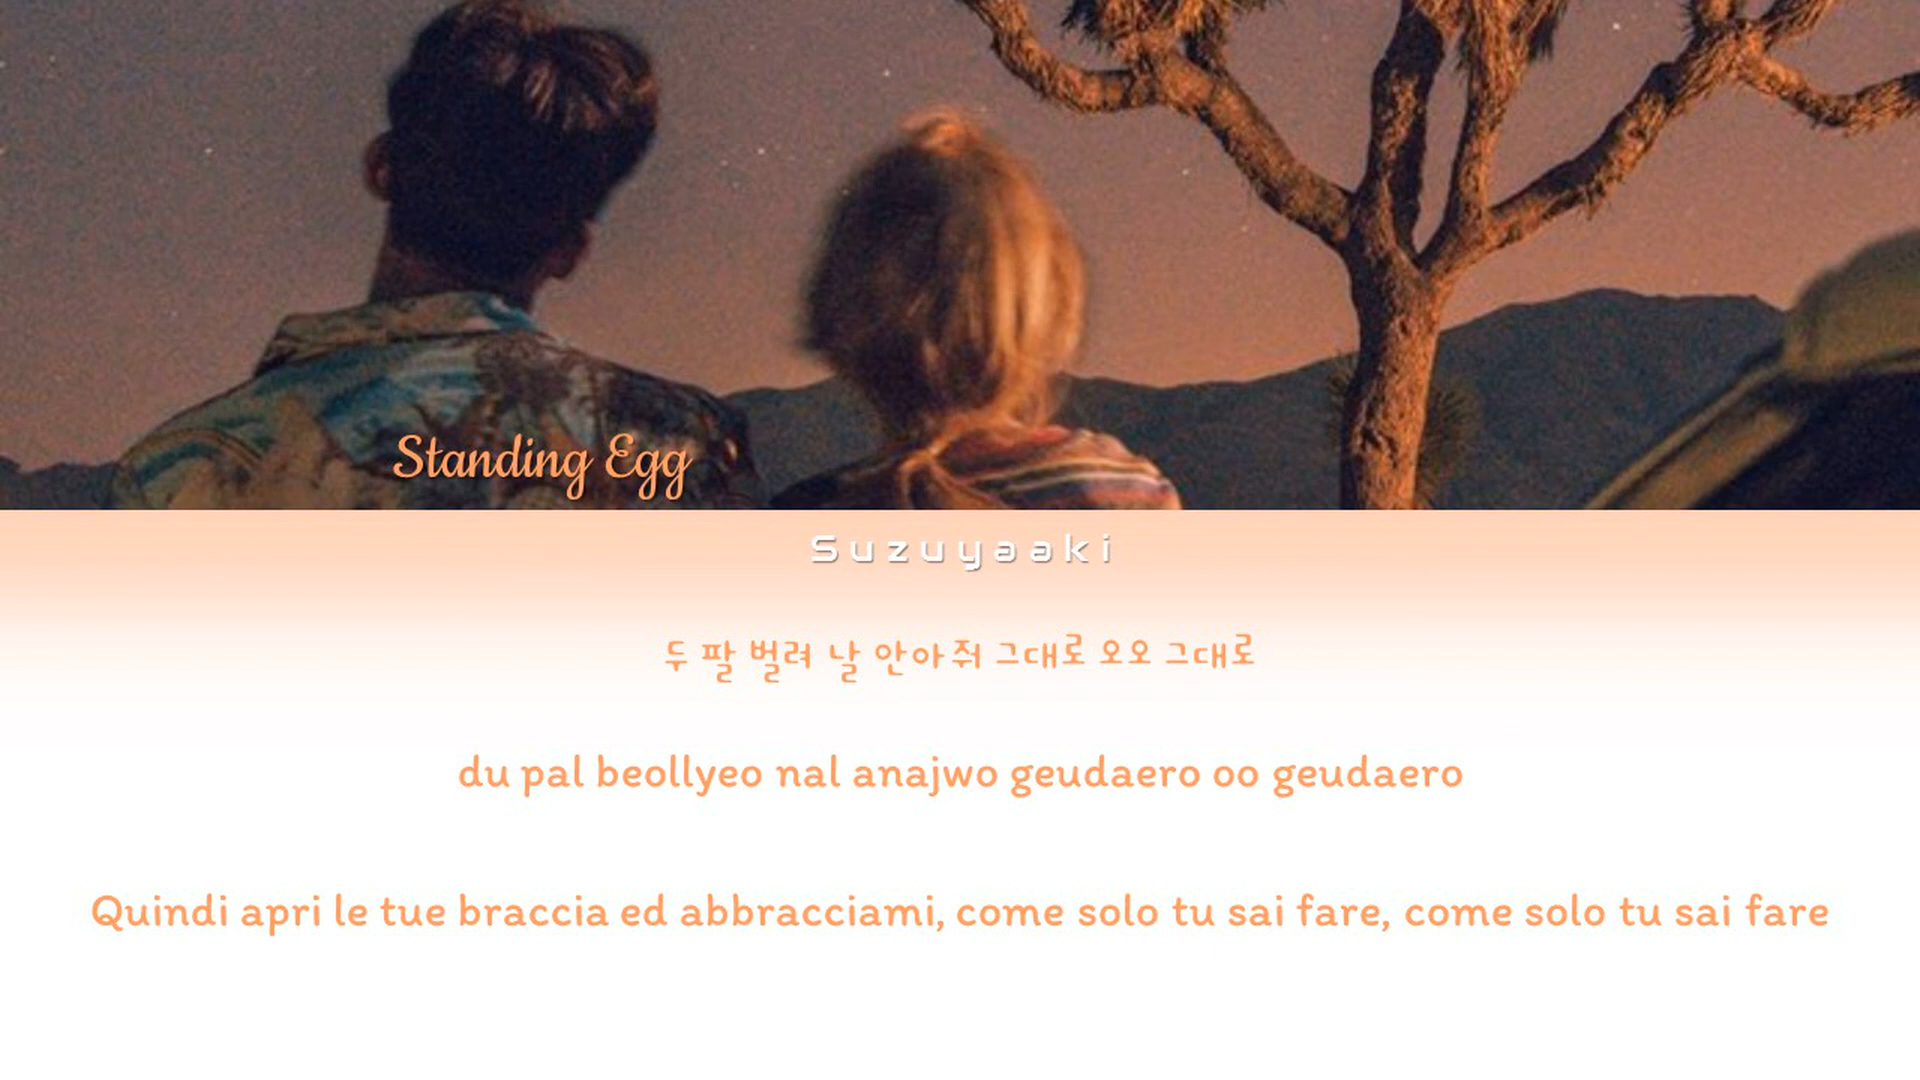 Standing Egg
Suzuyaaki
두 팔 벌려 날 안아줘 그대로 오오 그대로
du pal beollyeo nal anajwo geudaero oo geudaero
Quindi apri le tue braccia ed abbracciami, come solo tu sai fare, come solo tu sai fare